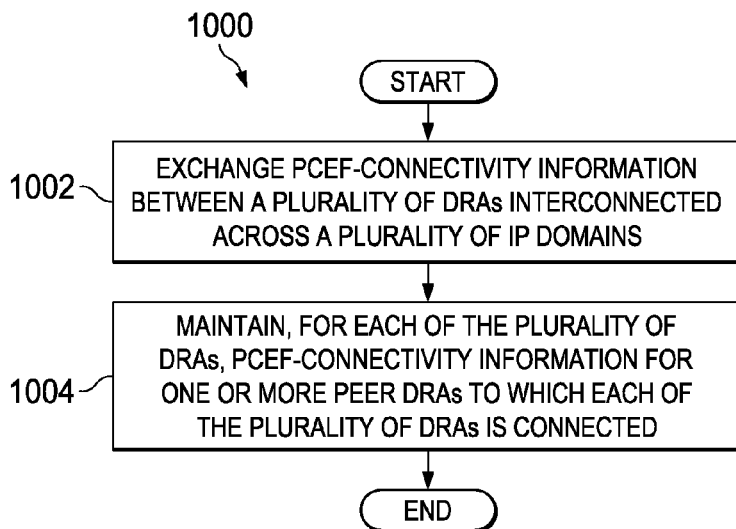 1000
START
1002
EXCHANGE PCEF-CONNECTIVITY INFORMATION
BETWEEN A PLURALITY OF DRAs INTERCONNECTED
ACROSS A PLURALITY OF IP DOMAINS
1004
MAINTAIN, FOR EACH OF THE PLURALITY OF
DRAs, PCEF-CONNECTIVITY INFORMATION FOR
ONE OR MORE PEER DRAs TO WHICH EACH OF
THE PLURALITY OF DRAs IS CONNECTED
END